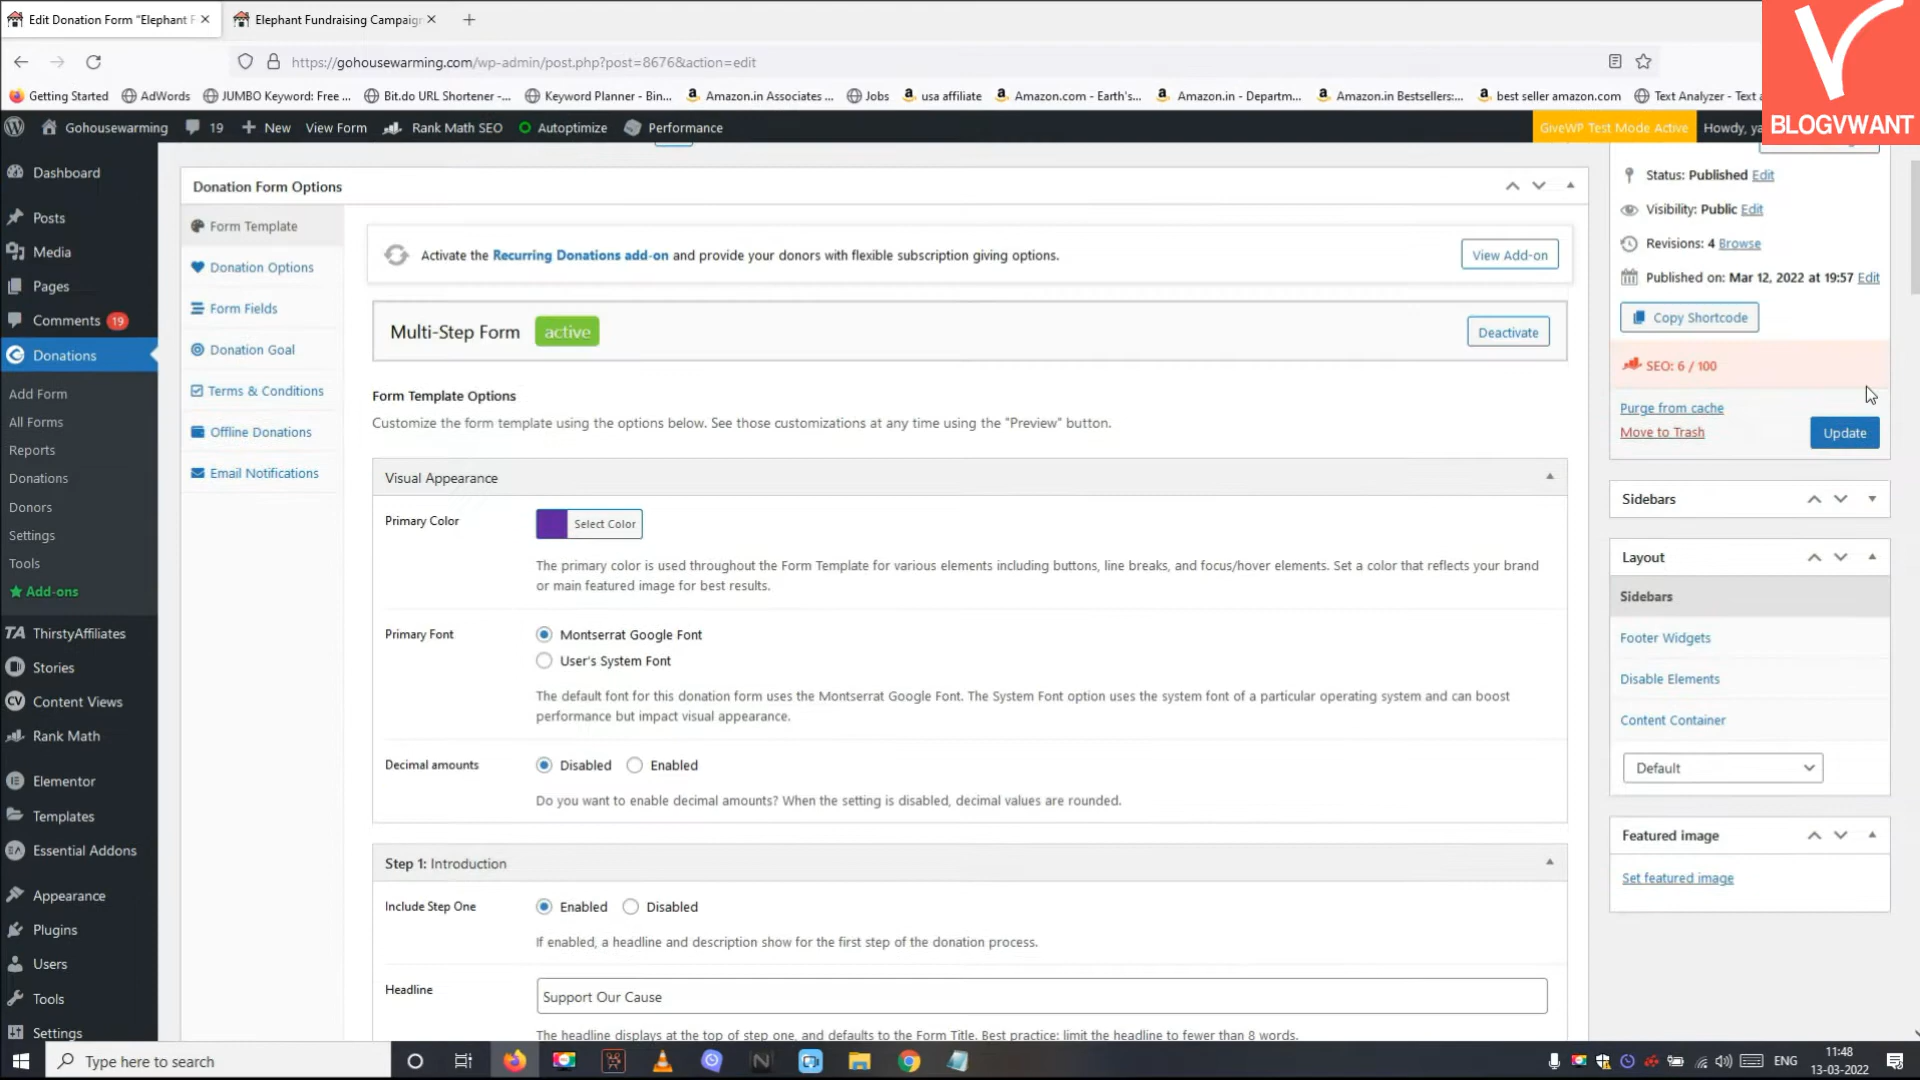 Edit Donation Form "Elephant F
Elephant Fundraising Campaign
https://gohousewarming.com/wp-admin/post.php?post=8676&action=edit
Getting Started
AdWords
JUMBO Keyword: Free ...
Bit.do URL Shortener -...
Keyword Planner - Bin...
Amazon.in Associates ...
Jobs
usa affiliate
Amazon.com - Earth's...
Amazon.in - Departm...
Amazon.in Bestsellers:...
best seller amazon.com
Text Analyzer - Text a
BLOGVWANT
Gohousewarming
19
New
View Form
Rank Math SEO
Autoptimize
Performance
GiveWP Test Mode Active
Howdy, ya
Dashboard
Posts
Media
Pages
Comments 19
Donations
Add Form
All Forms
Reports
Donations
Donors
Settings
Tools
Add-ons
TA ThirstyAffiliates
Stories
CV Content Views
Rank Math
Elementor
Templates
EA Essential Addons
Appearance
Plugins
Users
Tools
Settings
Donation Form Options
Form Template
Donation Options
Form Fields
Donation Goal
Terms & Conditions
Offline Donations
Email Notifications
Activate the Recurring Donations add-on and provide your donors with flexible subscription giving options.
View Add-on
Multi-Step Form active
Deactivate
Form Template Options
Customize the form template using the options below. See those customizations at any time using the "Preview" button.
Visual Appearance
Primary Color
Select Color
The primary color is used throughout the Form Template for various elements including buttons, line breaks, and focus/hover elements. Set a color that reflects your brand
or main featured image for best results.
Primary Font
Montserrat Google Font
User's System Font
The default font for this donation form uses the Montserrat Google Font. The System Font option uses the system font of a particular operating system and can boost
performance but impact visual appearance.
Decimal amounts
Disabled
Enabled
Do you want to enable decimal amounts? When the setting is disabled, decimal values are rounded.
Step 1: Introduction
Include Step One
Enabled
Disabled
If enabled, a headline and description show for the first step of the donation process.
Headline
Support Our Cause
The headline displays at the top of step one, and defaults to the Form Title. Best practice: limit the headline to fewer than 8 words.
Status: Published Edit
Visibility: Public Edit
Revisions: 4 Browse
Published on: Mar 12, 2022 at 19:57 Edit
Copy Shortcode
SEO: 6 / 100
Purge from cache
Move to Trash
Update
Sidebars
Layout
Sidebars
Footer Widgets
Disable Elements
Content Container
Default
Featured image
Set featured image
Type here to search
ENG
11:48
13-03-2022